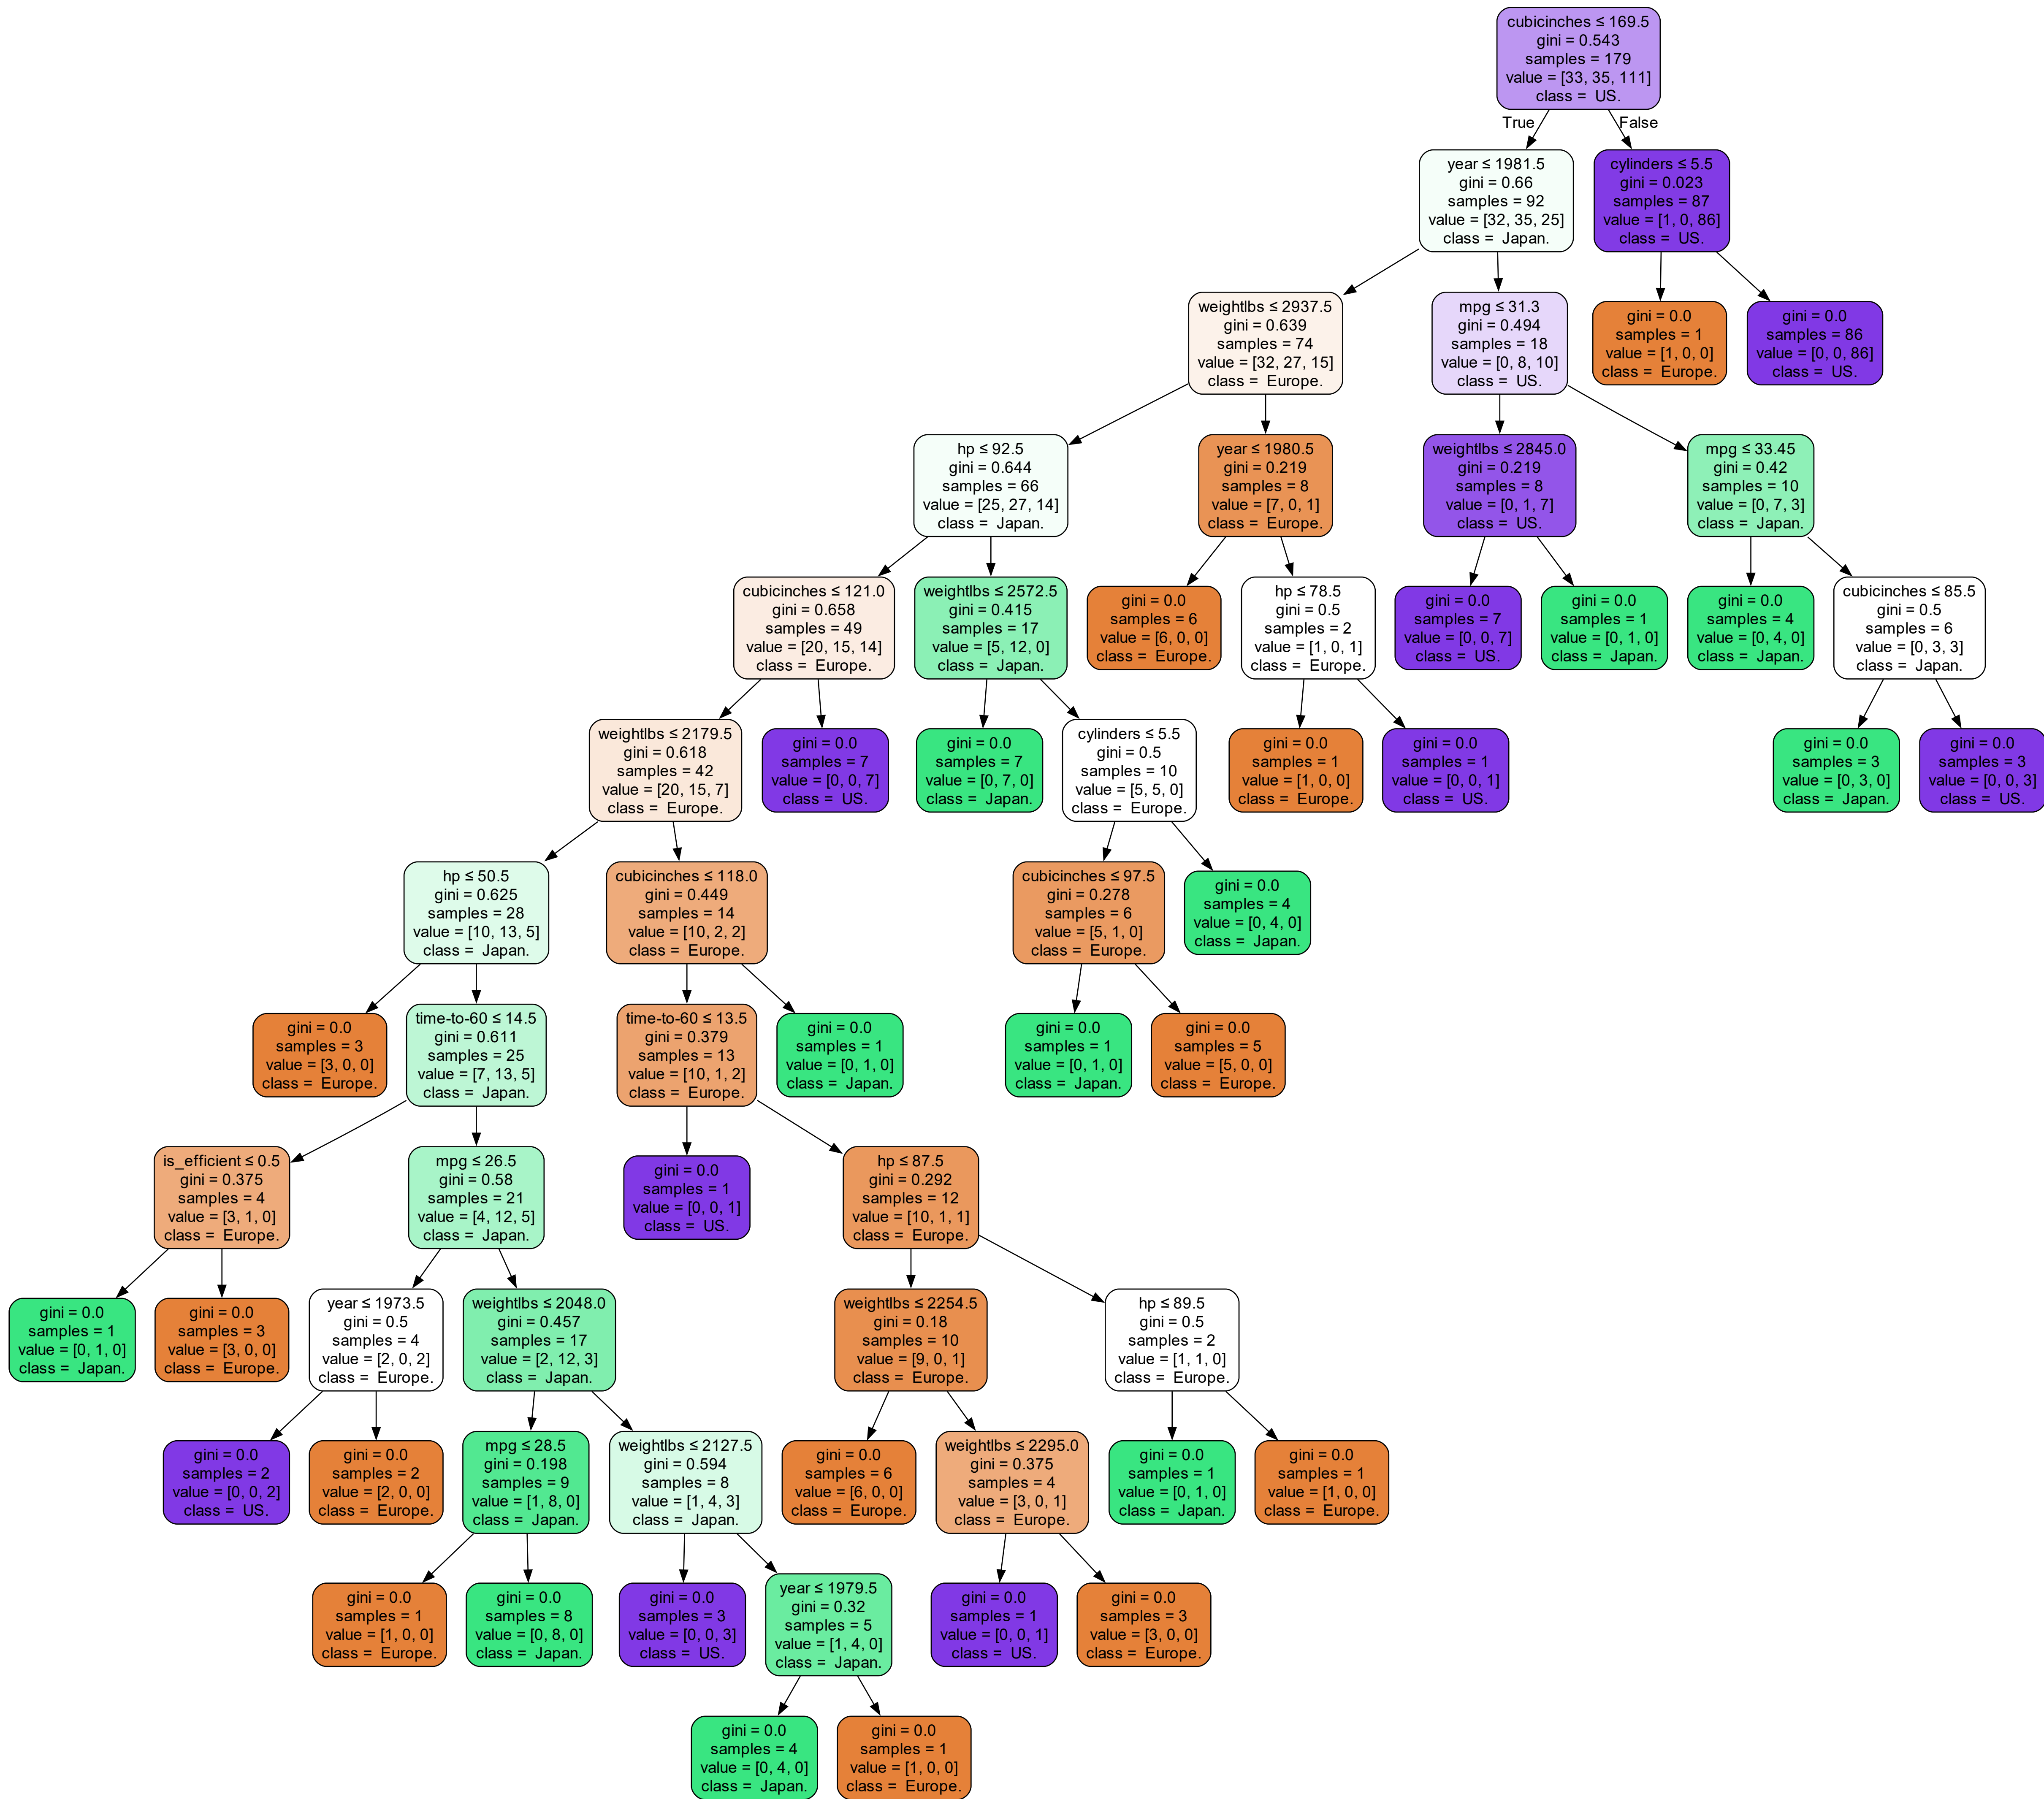 cubicinches ≤ 169.5
gini = 0.543
samples = 179
value = [33, 35, 111]
class =  US.
True
False
year ≤ 1981.5
gini = 0.66
samples = 92
value = [32, 35, 25]
class =  Japan.
cylinders ≤ 5.5
gini = 0.023
samples = 87
value = [1, 0, 86]
class =  US.
weightlbs ≤ 2937.5
gini = 0.639
samples = 74
value = [32, 27, 15]
class =  Europe.
mpg ≤ 31.3
gini = 0.494
samples = 18
value = [0, 8, 10]
class =  US.
gini = 0.0
samples = 1
value = [1, 0, 0]
class =  Europe.
gini = 0.0
samples = 86
value = [0, 0, 86]
class =  US.
hp ≤ 92.5
gini = 0.644
samples = 66
value = [25, 27, 14]
class =  Japan.
year ≤ 1980.5
gini = 0.219
samples = 8
value = [7, 0, 1]
class =  Europe.
weightlbs ≤ 2845.0
gini = 0.219
samples = 8
value = [0, 1, 7]
class =  US.
mpg ≤ 33.45
gini = 0.42
samples = 10
value = [0, 7, 3]
class =  Japan.
cubicinches ≤ 121.0
gini = 0.658
samples = 49
value = [20, 15, 14]
class =  Europe.
weightlbs ≤ 2572.5
gini = 0.415
samples = 17
value = [5, 12, 0]
class =  Japan.
gini = 0.0
samples = 6
value = [6, 0, 0]
class =  Europe.
hp ≤ 78.5
gini = 0.5
samples = 2
value = [1, 0, 1]
class =  Europe.
gini = 0.0
samples = 7
value = [0, 0, 7]
class =  US.
gini = 0.0
samples = 1
value = [0, 1, 0]
class =  Japan.
gini = 0.0
samples = 4
value = [0, 4, 0]
class =  Japan.
cubicinches ≤ 85.5
gini = 0.5
samples = 6
value = [0, 3, 3]
class =  Japan.
weightlbs ≤ 2179.5
gini = 0.618
samples = 42
value = [20, 15, 7]
class =  Europe.
gini = 0.0
samples = 7
value = [0, 0, 7]
class =  US.
gini = 0.0
samples = 7
value = [0, 7, 0]
class =  Japan.
cylinders ≤ 5.5
gini = 0.5
samples = 10
value = [5, 5, 0]
class =  Europe.
gini = 0.0
samples = 1
value = [1, 0, 0]
class =  Europe.
gini = 0.0
samples = 1
value = [0, 0, 1]
class =  US.
gini = 0.0
samples = 3
value = [0, 3, 0]
class =  Japan.
gini = 0.0
samples = 3
value = [0, 0, 3]
class =  US.
hp ≤ 50.5
gini = 0.625
samples = 28
value = [10, 13, 5]
class =  Japan.
cubicinches ≤ 118.0
gini = 0.449
samples = 14
value = [10, 2, 2]
class =  Europe.
cubicinches ≤ 97.5
gini = 0.278
samples = 6
value = [5, 1, 0]
class =  Europe.
gini = 0.0
samples = 4
value = [0, 4, 0]
class =  Japan.
gini = 0.0
samples = 3
value = [3, 0, 0]
class =  Europe.
time-to-60 ≤ 14.5
gini = 0.611
samples = 25
value = [7, 13, 5]
class =  Japan.
time-to-60 ≤ 13.5
gini = 0.379
samples = 13
value = [10, 1, 2]
class =  Europe.
gini = 0.0
samples = 1
value = [0, 1, 0]
class =  Japan.
gini = 0.0
samples = 1
value = [0, 1, 0]
class =  Japan.
gini = 0.0
samples = 5
value = [5, 0, 0]
class =  Europe.
is_efficient ≤ 0.5
gini = 0.375
samples = 4
value = [3, 1, 0]
class =  Europe.
mpg ≤ 26.5
gini = 0.58
samples = 21
value = [4, 12, 5]
class =  Japan.
gini = 0.0
samples = 1
value = [0, 0, 1]
class =  US.
hp ≤ 87.5
gini = 0.292
samples = 12
value = [10, 1, 1]
class =  Europe.
gini = 0.0
samples = 1
value = [0, 1, 0]
class =  Japan.
gini = 0.0
samples = 3
value = [3, 0, 0]
class =  Europe.
year ≤ 1973.5
gini = 0.5
samples = 4
value = [2, 0, 2]
class =  Europe.
weightlbs ≤ 2048.0
gini = 0.457
samples = 17
value = [2, 12, 3]
class =  Japan.
weightlbs ≤ 2254.5
gini = 0.18
samples = 10
value = [9, 0, 1]
class =  Europe.
hp ≤ 89.5
gini = 0.5
samples = 2
value = [1, 1, 0]
class =  Europe.
gini = 0.0
samples = 2
value = [0, 0, 2]
class =  US.
gini = 0.0
samples = 2
value = [2, 0, 0]
class =  Europe.
mpg ≤ 28.5
gini = 0.198
samples = 9
value = [1, 8, 0]
class =  Japan.
weightlbs ≤ 2127.5
gini = 0.594
samples = 8
value = [1, 4, 3]
class =  Japan.
gini = 0.0
samples = 6
value = [6, 0, 0]
class =  Europe.
weightlbs ≤ 2295.0
gini = 0.375
samples = 4
value = [3, 0, 1]
class =  Europe.
gini = 0.0
samples = 1
value = [0, 1, 0]
class =  Japan.
gini = 0.0
samples = 1
value = [1, 0, 0]
class =  Europe.
gini = 0.0
samples = 1
value = [1, 0, 0]
class =  Europe.
gini = 0.0
samples = 8
value = [0, 8, 0]
class =  Japan.
gini = 0.0
samples = 3
value = [0, 0, 3]
class =  US.
year ≤ 1979.5
gini = 0.32
samples = 5
value = [1, 4, 0]
class =  Japan.
gini = 0.0
samples = 1
value = [0, 0, 1]
class =  US.
gini = 0.0
samples = 3
value = [3, 0, 0]
class =  Europe.
gini = 0.0
samples = 4
value = [0, 4, 0]
class =  Japan.
gini = 0.0
samples = 1
value = [1, 0, 0]
class =  Europe.